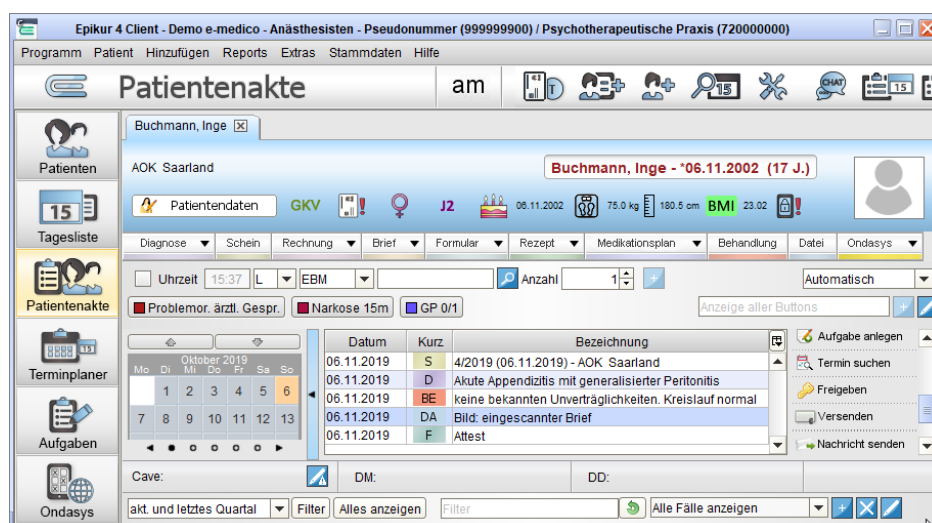 Epikur 4 Client - Demo e-medico - Anästhesisten - Pseudonummer (999999900) / Psychotherapeutische Praxis (720000000)
Programm Patient Hinzufügen Reports Extras Stammdaten Hilfe
Patientenakte am T 15 CHAT 15
Patienten
15
Tagesliste
Patientenakte
Terminplaner
Aufgaben
Ondasys
Buchmann, Inge
AOK Saarland Buchmann, Inge - *06.11.2002 (17 J.)
Patientendaten GKV J2 06.11.2002 75.0 kg 180.5 cm BMI 23.02
Diagnose Schein Rechnung Brief Formular Rezept Medikationsplan Behandlung Datei Ondasys
Uhrzeit 15:37 L EBM Anzahl 1 Automatisch
Problemor. ärztl. Gespr. Narkose 15m GP 0/1 Anzeige aller Buttons
Oktober 2019
Mo Di Mi Do Fr Sa So
1 2 3 4 5 6
7 8 9 10 11 12 13
Datum Kurz Bezeichnung
06.11.2019 S 4/2019 (06.11.2019) - AOK Saarland
06.11.2019 D Akute Appendizitis mit generalisierter Peritonitis
06.11.2019 BE keine bekannten Unverträglichkeiten. Kreislauf normal
06.11.2019 DA Bild: eingescannter Brief
06.11.2019 F Attest
Aufgabe anlegen
Termin suchen
Freigeben
Versenden
Nachricht senden
Cave: DM: DD:
akt. und letztes Quartal Filter Alles anzeigen Filter Alle Fälle anzeigen